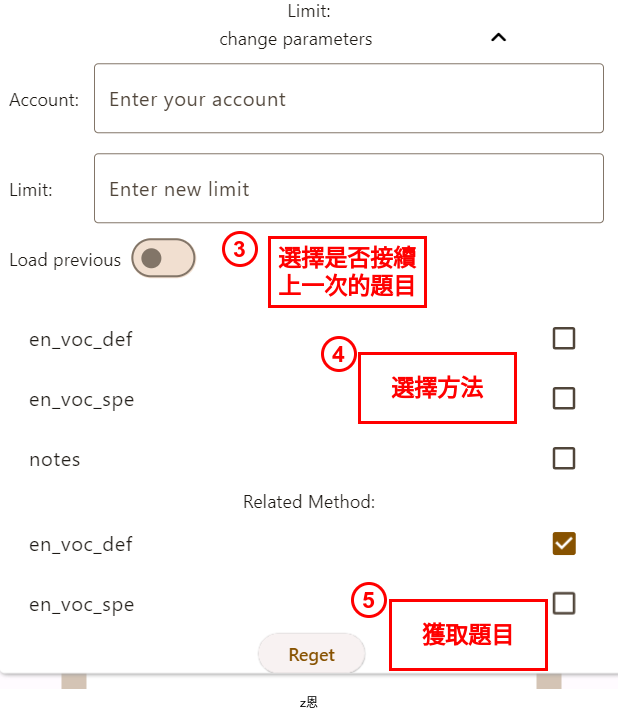 Limit:
change parameters
Account:
Enter your account
Limit:
Enter new limit
Load previous
③
選擇是否接續
上一次的題目
en_voc_def
④
選擇方法
en_voc_spe
notes
Related Method:
en_voc_def
en_voc_spe
⑤
獲取題目
Reget
z恩